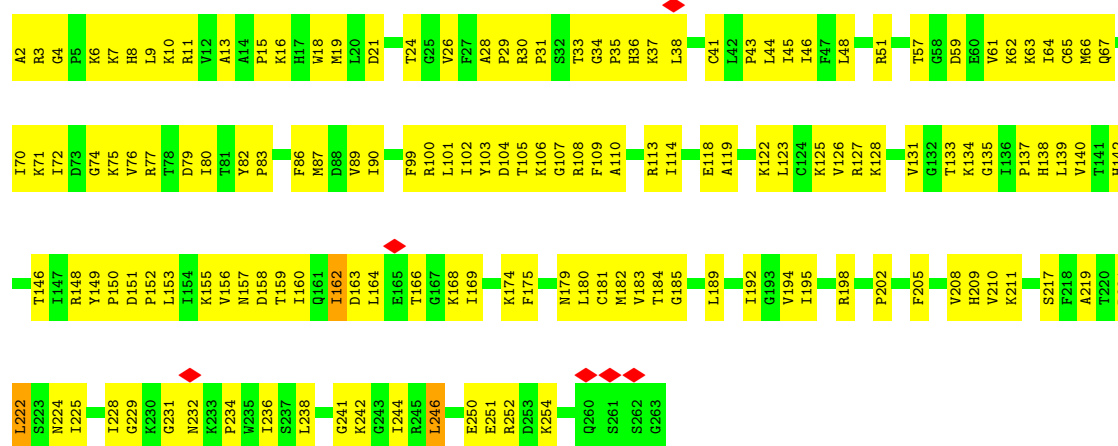 A2 R3 G4 P5 K6 K7 H8 L9 K10 R11 V12 A13 A14 P15 K16 H17 W18 M19 L20 D21 T24 G25 V26 F27 A28 P29 R30 P31 S32 T33 G34 P35 H36 K37 L38 C41 L42 P43 L44 I45 I46 F47 L48 R51 T57 G58 D59 E60 V61 K62 K63 I64 C65 M66 Q67
I70 K71 I72 D73 G74 K75 V76 R77 T78 D79 I80 T81 Y82 P83 F86 M87 D88 V89 I90 F99 R100 L101 I102 Y103 D104 T105 K106 G107 R108 F109 A110 R113 I114 E118 A119 K122 L123 C124 K125 V126 R127 K128 V131 G132 T133 K134 G135 I136 P137 H138 L139 V140 T141 H142
T146 I147 R148 Y149 P150 D151 P152 L153 I154 K155 V156 N157 D158 T159 I160 Q161 I162 D163 L164 E165 T166 G167 K168 I169 K174 F175 N179 L180 C181 M182 V183 T184 G185 L189 I192 G193 V194 I195 R198 P202 F205 V208 H209 V210 K211 S217 F218 A219 T220
L222 S223 N224 I225 I228 G229 K230 G231 N232 K233 P234 W235 I236 S237 L238 G241 K242 G243 I244 R245 L246 E250 E251 R252 D253 K254 Q260 S261 S262 G263